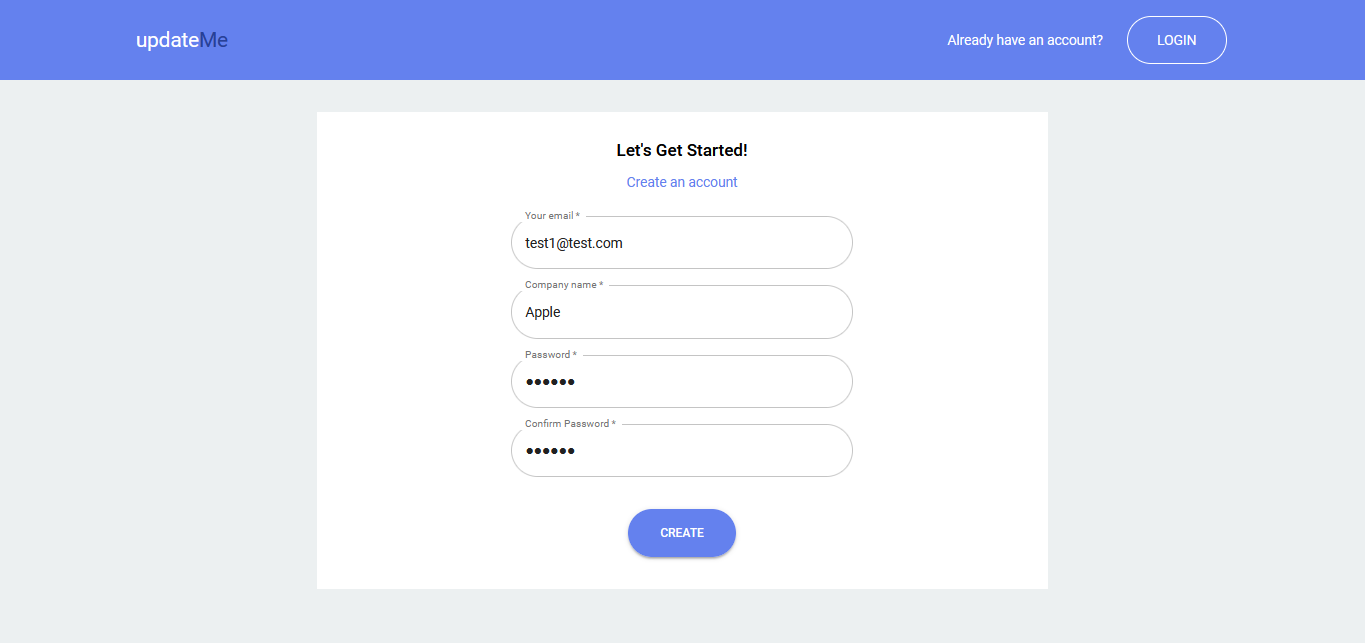 updateMe
Already have an account?
LOGIN
Let's Get Started!
Create an account
Your email *
test1@test.com
Company name *
Apple
Password *
●●●●●●
Confirm Password *
●●●●●●
CREATE